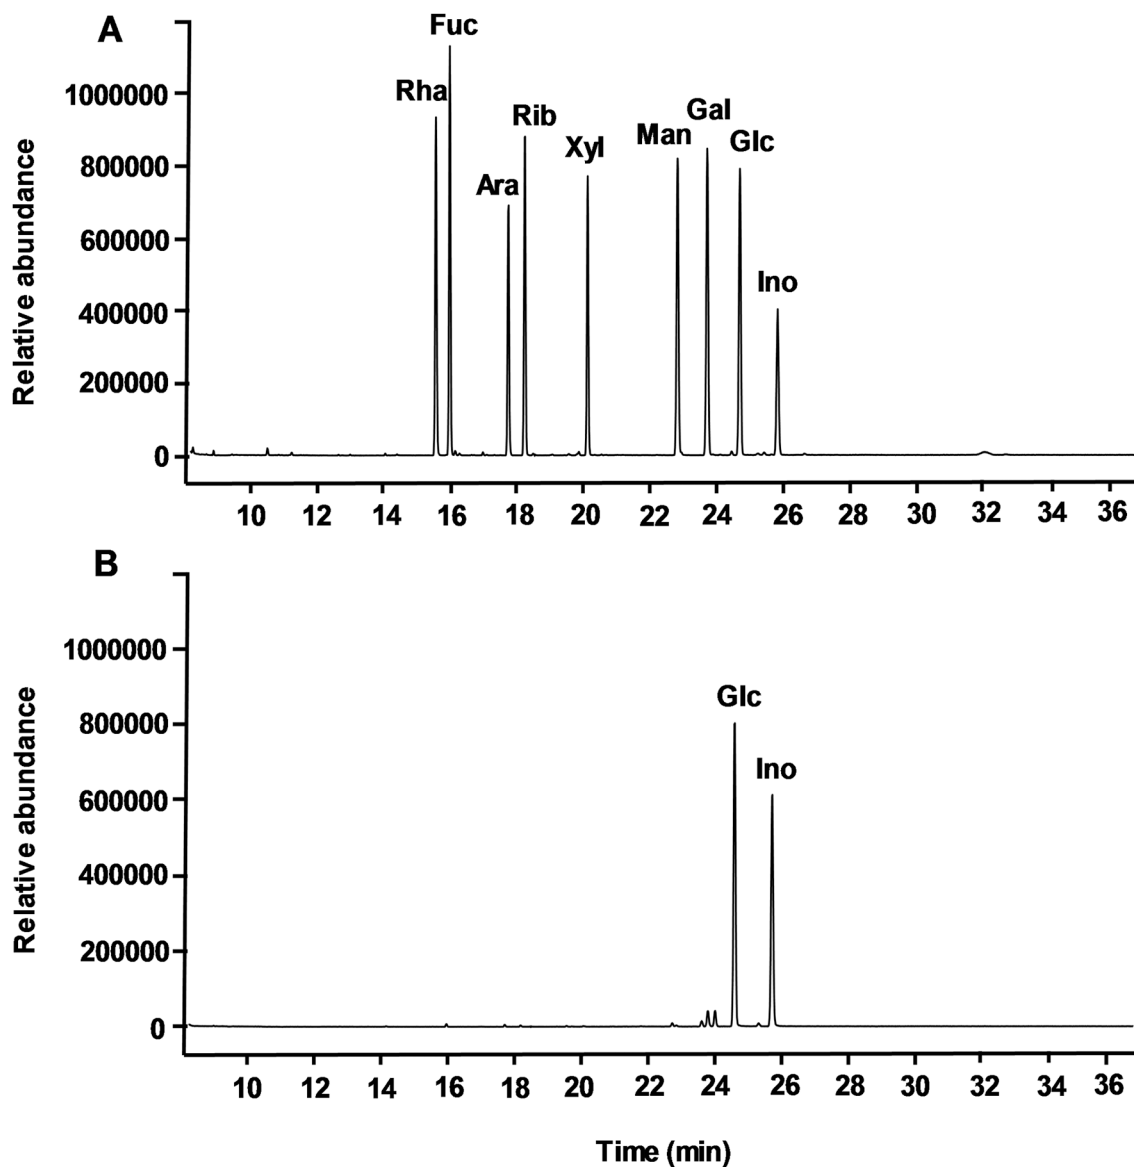 A
Fuc
Rha
Rib
Gal
Man
Glc
Xyl
Ara
Ino
Relative abundance
1000000
800000
600000
400000
200000
0
10 12 14 16 18 20 22 24 26 28 30 32 34 36
B
Glc
Ino
Relative abundance
1000000
800000
600000
400000
200000
0
10 12 14 16 18 20 22 24 26 28 30 32 34 36
Time (min)